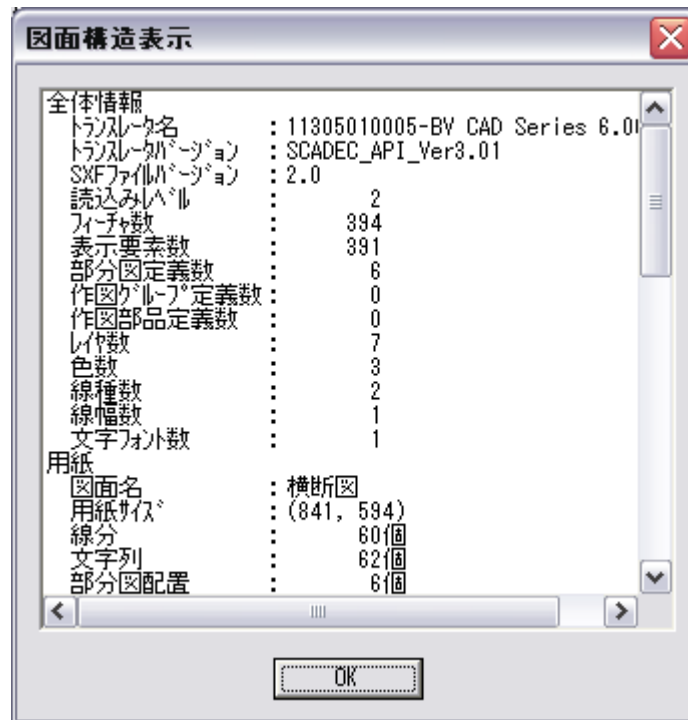 図面構造表示
全体情報
ﾄﾗﾝｽﾚｰﾀ名 : 11305010005-BV CAD Series 6.0
ﾄﾗﾝｽﾚｰﾀﾊﾞｰｼﾞｮﾝ : SCADEC_API_Ver3.01
SXFﾌｧｲﾙﾊﾞｰｼﾞｮﾝ : 2.0
読込みﾚﾍﾞﾙ : 2
ﾌｨｰﾁｬ数 : 394
表示要素数 : 391
部分図定義数 : 6
作図ｸﾞﾙｰﾌﾟ定義数 : 0
作図部品定義数 : 0
ﾚｲﾔ数 : 7
色数 : 3
線種数 : 2
線幅数 : 1
文字ﾌｫﾝﾄ数 : 1
用紙
図面名 : 横断図
用紙ｻｲｽﾞ : (841, 594)
線分 : 60個
文字列 : 62個
部分図配置 : 6個
OK